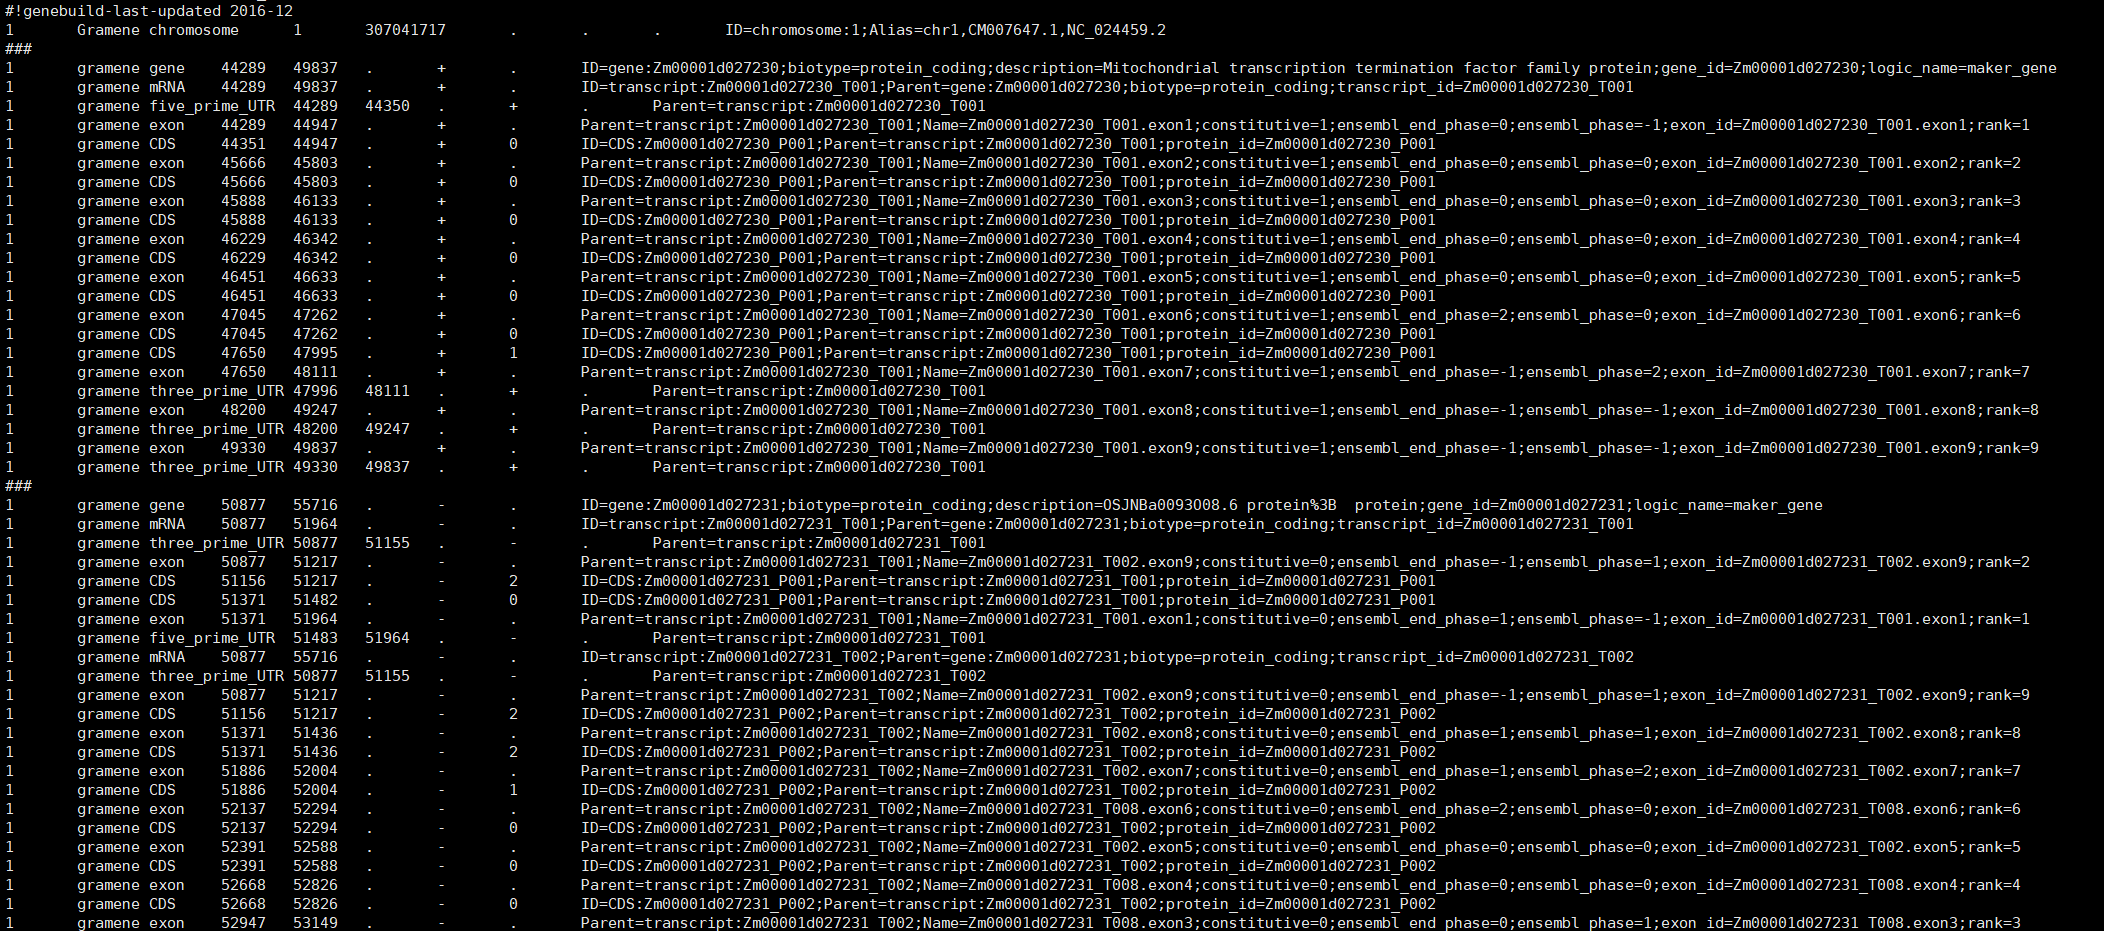 #!genebuild-last-updated 2016-12
1 Gramene chromosome 1 307041717 . . . ID=chromosome:1;Alias=chr1,CM007647.1,NC_024459.2
###
1 gramene gene 44289 49837 . + . ID=gene:Zm00001d027230;biotype=protein_coding;description=Mitochondrial transcription termination factor family protein;gene_id=Zm00001d027230;logic_name=maker_gene
1 gramene mRNA 44289 49837 . + . ID=transcript:Zm00001d027230_T001;Parent=gene:Zm00001d027230;biotype=protein_coding;transcript_id=Zm00001d027230_T001
1 gramene five_prime_UTR 44289 44350 . + . Parent=transcript:Zm00001d027230_T001
1 gramene exon 44289 44947 . + . Parent=transcript:Zm00001d027230_T001;Name=Zm00001d027230_T001.exon1;constitutive=1;ensembl_end_phase=0;ensembl_phase=-1;exon_id=Zm00001d027230_T001.exon1;rank=1
1 gramene CDS 44351 44947 . + 0 ID=CDS:Zm00001d027230_P001;Parent=transcript:Zm00001d027230_T001;protein_id=Zm00001d027230_P001
1 gramene exon 45666 45803 . + . Parent=transcript:Zm00001d027230_T001;Name=Zm00001d027230_T001.exon2;constitutive=1;ensembl_end_phase=0;ensembl_phase=0;exon_id=Zm00001d027230_T001.exon2;rank=2
1 gramene CDS 45666 45803 . + 0 ID=CDS:Zm00001d027230_P001;Parent=transcript:Zm00001d027230_T001;protein_id=Zm00001d027230_P001
1 gramene exon 45888 46133 . + . Parent=transcript:Zm00001d027230_T001;Name=Zm00001d027230_T001.exon3;constitutive=1;ensembl_end_phase=0;ensembl_phase=0;exon_id=Zm00001d027230_T001.exon3;rank=3
1 gramene CDS 45888 46133 . + 0 ID=CDS:Zm00001d027230_P001;Parent=transcript:Zm00001d027230_T001;protein_id=Zm00001d027230_P001
1 gramene exon 46229 46342 . + . Parent=transcript:Zm00001d027230_T001;Name=Zm00001d027230_T001.exon4;constitutive=1;ensembl_end_phase=0;ensembl_phase=0;exon_id=Zm00001d027230_T001.exon4;rank=4
1 gramene CDS 46229 46342 . + 0 ID=CDS:Zm00001d027230_P001;Parent=transcript:Zm00001d027230_T001;protein_id=Zm00001d027230_P001
1 gramene exon 46451 46633 . + . Parent=transcript:Zm00001d027230_T001;Name=Zm00001d027230_T001.exon5;constitutive=1;ensembl_end_phase=0;ensembl_phase=0;exon_id=Zm00001d027230_T001.exon5;rank=5
1 gramene CDS 46451 46633 . + 0 ID=CDS:Zm00001d027230_P001;Parent=transcript:Zm00001d027230_T001;protein_id=Zm00001d027230_P001
1 gramene exon 47045 47262 . + . Parent=transcript:Zm00001d027230_T001;Name=Zm00001d027230_T001.exon6;constitutive=1;ensembl_end_phase=2;ensembl_phase=0;exon_id=Zm00001d027230_T001.exon6;rank=6
1 gramene CDS 47045 47262 . + 0 ID=CDS:Zm00001d027230_P001;Parent=transcript:Zm00001d027230_T001;protein_id=Zm00001d027230_P001
1 gramene CDS 47650 47995 . + 1 ID=CDS:Zm00001d027230_P001;Parent=transcript:Zm00001d027230_T001;protein_id=Zm00001d027230_P001
1 gramene exon 47650 48111 . + . Parent=transcript:Zm00001d027230_T001;Name=Zm00001d027230_T001.exon7;constitutive=1;ensembl_end_phase=-1;ensembl_phase=2;exon_id=Zm00001d027230_T001.exon7;rank=7
1 gramene three_prime_UTR 47996 48111 . + . Parent=transcript:Zm00001d027230_T001
1 gramene exon 48200 49247 . + . Parent=transcript:Zm00001d027230_T001;Name=Zm00001d027230_T001.exon8;constitutive=1;ensembl_end_phase=-1;ensembl_phase=-1;exon_id=Zm00001d027230_T001.exon8;rank=8
1 gramene three_prime_UTR 48200 49247 . + . Parent=transcript:Zm00001d027230_T001
1 gramene exon 49330 49837 . + . Parent=transcript:Zm00001d027230_T001;Name=Zm00001d027230_T001.exon9;constitutive=1;ensembl_end_phase=-1;ensembl_phase=-1;exon_id=Zm00001d027230_T001.exon9;rank=9
1 gramene three_prime_UTR 49330 49837 . + . Parent=transcript:Zm00001d027230_T001
###
1 gramene gene 50877 55716 . - . ID=gene:Zm00001d027231;biotype=protein_coding;description=OSJNBa0093O08.6 protein%3B  protein;gene_id=Zm00001d027231;logic_name=maker_gene
1 gramene mRNA 50877 51964 . - . ID=transcript:Zm00001d027231_T001;Parent=gene:Zm00001d027231;biotype=protein_coding;transcript_id=Zm00001d027231_T001
1 gramene three_prime_UTR 50877 51155 . - . Parent=transcript:Zm00001d027231_T001
1 gramene exon 50877 51217 . - . Parent=transcript:Zm00001d027231_T001;Name=Zm00001d027231_T002.exon9;constitutive=0;ensembl_end_phase=-1;ensembl_phase=1;exon_id=Zm00001d027231_T002.exon9;rank=2
1 gramene CDS 51156 51217 . - 2 ID=CDS:Zm00001d027231_P001;Parent=transcript:Zm00001d027231_T001;protein_id=Zm00001d027231_P001
1 gramene CDS 51371 51482 . - 0 ID=CDS:Zm00001d027231_P001;Parent=transcript:Zm00001d027231_T001;protein_id=Zm00001d027231_P001
1 gramene exon 51371 51964 . - . Parent=transcript:Zm00001d027231_T001;Name=Zm00001d027231_T001.exon1;constitutive=0;ensembl_end_phase=1;ensembl_phase=-1;exon_id=Zm00001d027231_T001.exon1;rank=1
1 gramene five_prime_UTR 51483 51964 . - . Parent=transcript:Zm00001d027231_T001
1 gramene mRNA 50877 55716 . - . ID=transcript:Zm00001d027231_T002;Parent=gene:Zm00001d027231;biotype=protein_coding;transcript_id=Zm00001d027231_T002
1 gramene three_prime_UTR 50877 51155 . - . Parent=transcript:Zm00001d027231_T002
1 gramene exon 50877 51217 . - . Parent=transcript:Zm00001d027231_T002;Name=Zm00001d027231_T002.exon9;constitutive=0;ensembl_end_phase=-1;ensembl_phase=1;exon_id=Zm00001d027231_T002.exon9;rank=9
1 gramene CDS 51156 51217 . - 2 ID=CDS:Zm00001d027231_P002;Parent=transcript:Zm00001d027231_T002;protein_id=Zm00001d027231_P002
1 gramene exon 51371 51436 . - . Parent=transcript:Zm00001d027231_T002;Name=Zm00001d027231_T002.exon8;constitutive=0;ensembl_end_phase=1;ensembl_phase=1;exon_id=Zm00001d027231_T002.exon8;rank=8
1 gramene CDS 51371 51436 . - 2 ID=CDS:Zm00001d027231_P002;Parent=transcript:Zm00001d027231_T002;protein_id=Zm00001d027231_P002
1 gramene exon 51886 52004 . - . Parent=transcript:Zm00001d027231_T002;Name=Zm00001d027231_T002.exon7;constitutive=0;ensembl_end_phase=1;ensembl_phase=2;exon_id=Zm00001d027231_T002.exon7;rank=7
1 gramene CDS 51886 52004 . - 1 ID=CDS:Zm00001d027231_P002;Parent=transcript:Zm00001d027231_T002;protein_id=Zm00001d027231_P002
1 gramene exon 52137 52294 . - . Parent=transcript:Zm00001d027231_T002;Name=Zm00001d027231_T008.exon6;constitutive=0;ensembl_end_phase=2;ensembl_phase=0;exon_id=Zm00001d027231_T008.exon6;rank=6
1 gramene CDS 52137 52294 . - 0 ID=CDS:Zm00001d027231_P002;Parent=transcript:Zm00001d027231_T002;protein_id=Zm00001d027231_P002
1 gramene exon 52391 52588 . - . Parent=transcript:Zm00001d027231_T002;Name=Zm00001d027231_T002.exon5;constitutive=0;ensembl_end_phase=0;ensembl_phase=0;exon_id=Zm00001d027231_T002.exon5;rank=5
1 gramene CDS 52391 52588 . - 0 ID=CDS:Zm00001d027231_P002;Parent=transcript:Zm00001d027231_T002;protein_id=Zm00001d027231_P002
1 gramene exon 52668 52826 . - . Parent=transcript:Zm00001d027231_T002;Name=Zm00001d027231_T008.exon4;constitutive=0;ensembl_end_phase=0;ensembl_phase=0;exon_id=Zm00001d027231_T008.exon4;rank=4
1 gramene CDS 52668 52826 . - 0 ID=CDS:Zm00001d027231_P002;Parent=transcript:Zm00001d027231_T002;protein_id=Zm00001d027231_P002
1 gramene exon 52947 53149 . - . Parent=transcript:Zm00001d027231_T002;Name=Zm00001d027231_T008.exon3;constitutive=0;ensembl_end_phase=0;ensembl_phase=1;exon_id=Zm00001d027231_T008.exon3;rank=3